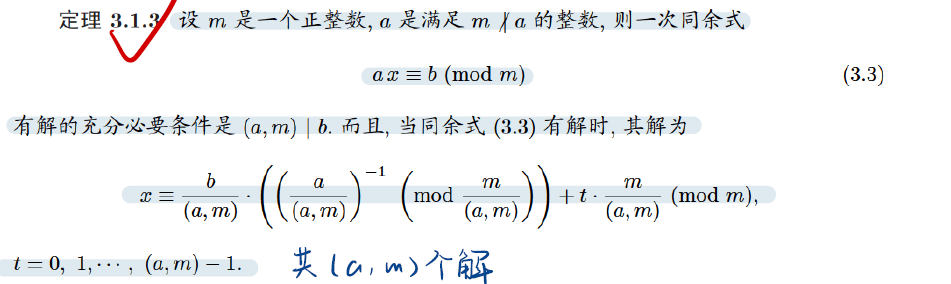 定理 3.1.3 设 m 是一个正整数, a 是满足 m ∤ a 的整数, 则一次同余式
a x ≡ b (mod m) (3.3)
有解的充分必要条件是 (a, m) | b. 而且, 当同余式 (3.3) 有解时, 其解为
x ≡ b/(a, m) · ((a/(a, m))^{-1} (mod m/(a, m))) + t · m/(a, m) (mod m),
t = 0, 1, ··· , (a, m) − 1. 共(a, m)个解